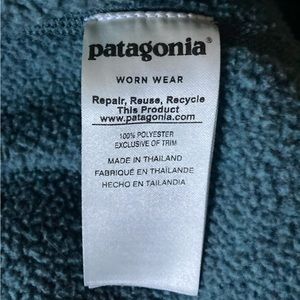 patagonia®
WORN WEAR
Repair, Reuse, Recycle
This Product
www.patagonia.com
100% POLYESTER
EXCLUSIVE OF TRIM
MADE IN THAILAND
FABRIQUÉ EN THAÏLANDE
HECHO EN TAILANDIA